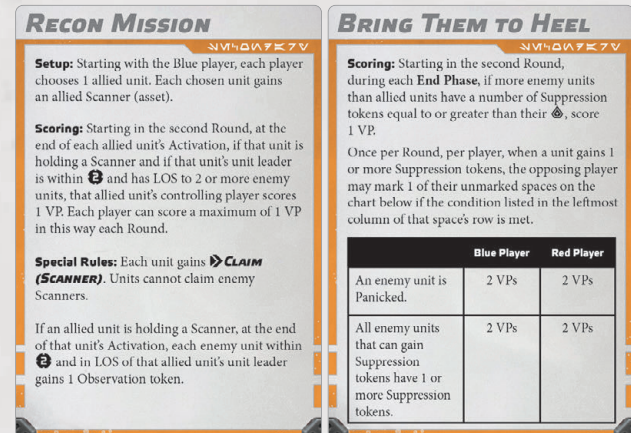 RECON MISSION
Setup: Starting with the Blue player, each player
chooses 1 allied unit. Each chosen unit gains
an allied Scanner (asset).
Scoring: Starting in the second Round, at the
end of each allied unit's Activation, if that unit is
holding a Scanner and if that unit's unit leader
is within 2 and has LOS to 2 or more enemy
units, that allied unit's controlling player scores
1 VP. Each player can score a maximum of 1 VP
in this way each Round.
Special Rules: Each unit gains CLAIM
(SCANNER). Units cannot claim enemy
Scanners.
If an allied unit is holding a Scanner, at the end
of that unit's Activation, each enemy unit within
2 and in LOS of that allied unit's unit leader
gains 1 Observation token.
BRING THEM TO HEEL
Scoring: Starting in the second Round,
during each End Phase, if more enemy units
than allied units have a number of Suppression
tokens equal to or greater than their , score
1 VP.
Once per Round, per player, when a unit gains 1
or more Suppression tokens, the opposing player
may mark 1 of their unmarked spaces on the
chart below if the condition listed in the leftmost
column of that space's row is met.
Blue Player Red Player
An enemy unit is 2 VPs 2 VPs
Panicked.
All enemy units 2 VPs 2 VPs
that can gain
Suppression
tokens have 1 or
more Suppression
tokens.